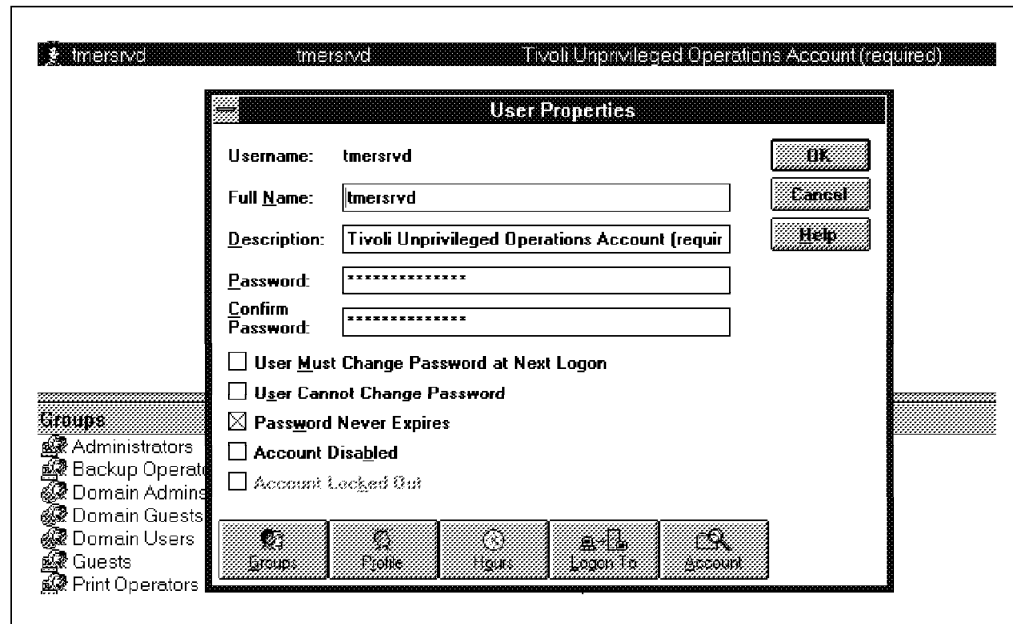 tmersrvd tmersrvd Tivoli Unprivileged Operations Account (required)
User Properties
Username: tmersrvd
OK
Full Name: tmersrvd
Cancel
Description: Tivoli Unprivileged Operations Account (requir
Help
Password: **************
Confirm
Password: **************
User Must Change Password at Next Logon
User Cannot Change Password
Password Never Expires
Account Disabled
Account Locked Out
Groups Profile Hours Logon To Account
Groups
Administrators
Backup Operato
Domain Admins
Domain Guests
Domain Users
Guests
Print Operators